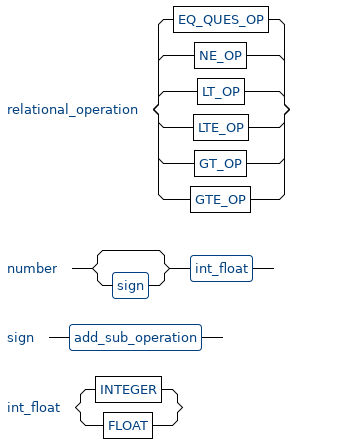 EQ_QUES_OP
NE_OP
LT_OP
relational_operation
LTE_OP
GT_OP
GTE_OP
number int_float
sign
sign add_sub_operation
INTEGER
int_float
FLOAT